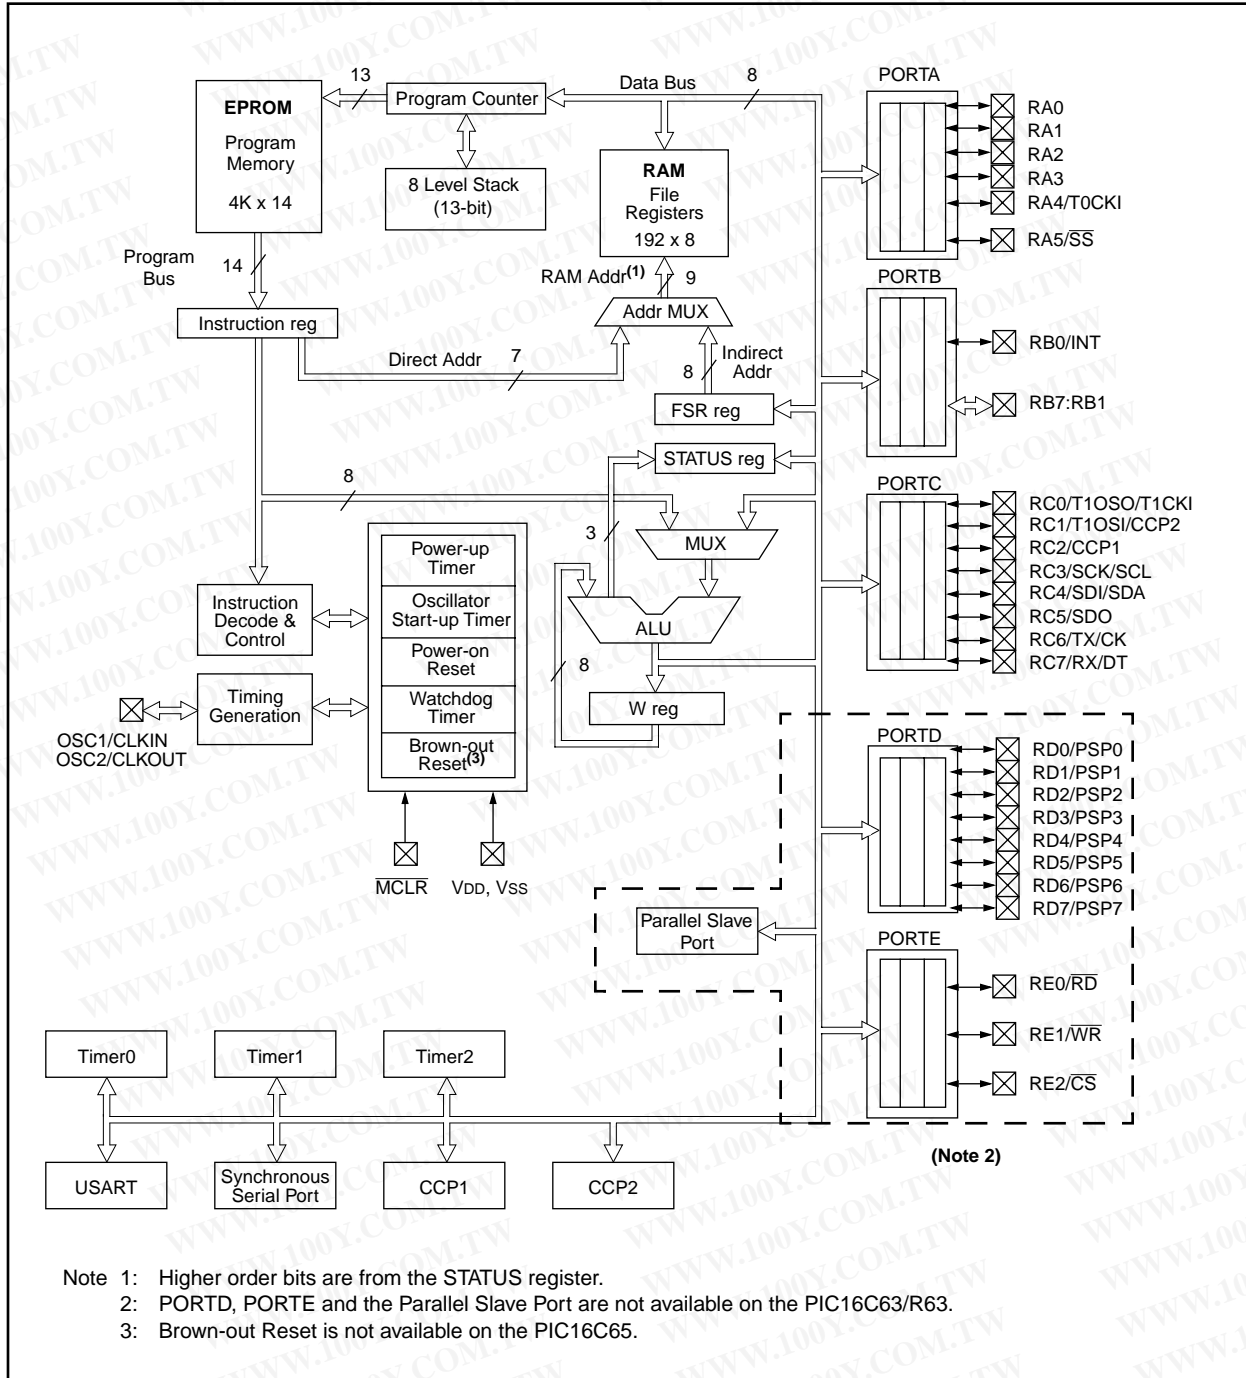 13
Data Bus
8
PORTA
EPROM
Program
Memory
4K x 14
Program Counter
8 Level Stack
(13-bit)
RAM
File
Registers
192 x 8
RA0
RA1
RA2
RA3
RA4/T0CKI
RA5/SS
Program
Bus
14
RAM Addr(1)
9
PORTB
Instruction reg
Addr MUX
RB0/INT
Direct Addr
7
Indirect
Addr
8
FSR reg
RB7:RB1
STATUS reg
8
PORTC
3
MUX
RC0/T1OSO/T1CKI
RC1/T1OSI/CCP2
RC2/CCP1
RC3/SCK/SCL
RC4/SDI/SDA
RC5/SDO
RC6/TX/CK
RC7/RX/DT
Power-up
Timer
Oscillator
Start-up Timer
Power-on
Reset
Watchdog
Timer
Brown-out
Reset(3)
Instruction
Decode &
Control
ALU
8
W reg
Timing
Generation
OSC1/CLKIN
OSC2/CLKOUT
MCLR
VDD, VSS
PORTD
RD0/PSP0
RD1/PSP1
RD2/PSP2
RD3/PSP3
RD4/PSP4
RD5/PSP5
RD6/PSP6
RD7/PSP7
Parallel Slave
Port
PORTE
RE0/RD
RE1/WR
RE2/CS
(Note 2)
Timer0
Timer1
Timer2
USART
Synchronous
Serial Port
CCP1
CCP2
Note 1: Higher order bits are from the STATUS register.
2: PORTD, PORTE and the Parallel Slave Port are not available on the PIC16C63/R63.
3: Brown-out Reset is not available on the PIC16C65.
WWW.100Y.COM.TW